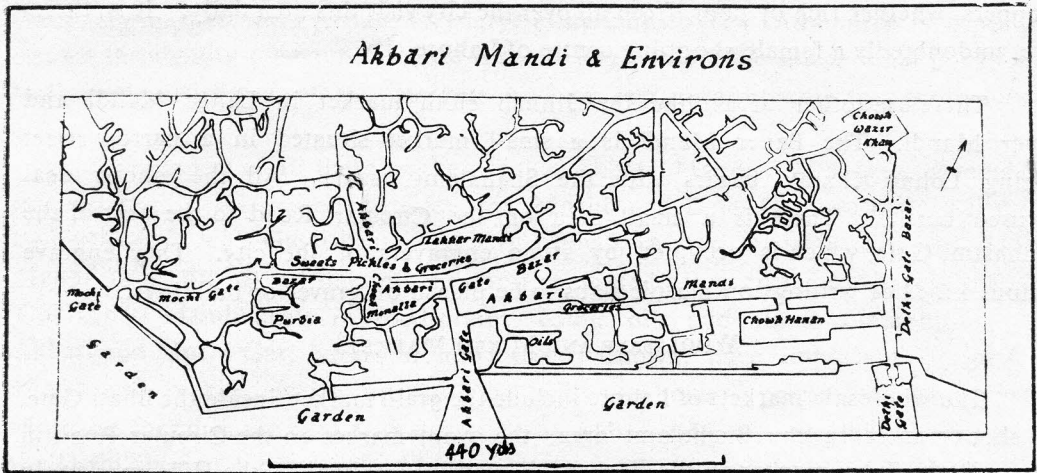 Akbari Mandi & Environs
Chowk
Wazir
Khan
Akbari
Lakkar Mandi
Sweets Pickles & Groceries
Bazar
Mochi
Gate
Mochi Gate
Bazar
Akbari
Gate
Akbari
Mandi
Groceries
Purbia
Mohalla
Oils
Chowk Hanan
Delhi Gate Bazar
Akbari Gate
Delhi
Gate
Garden
Garden
Garden
440 yds